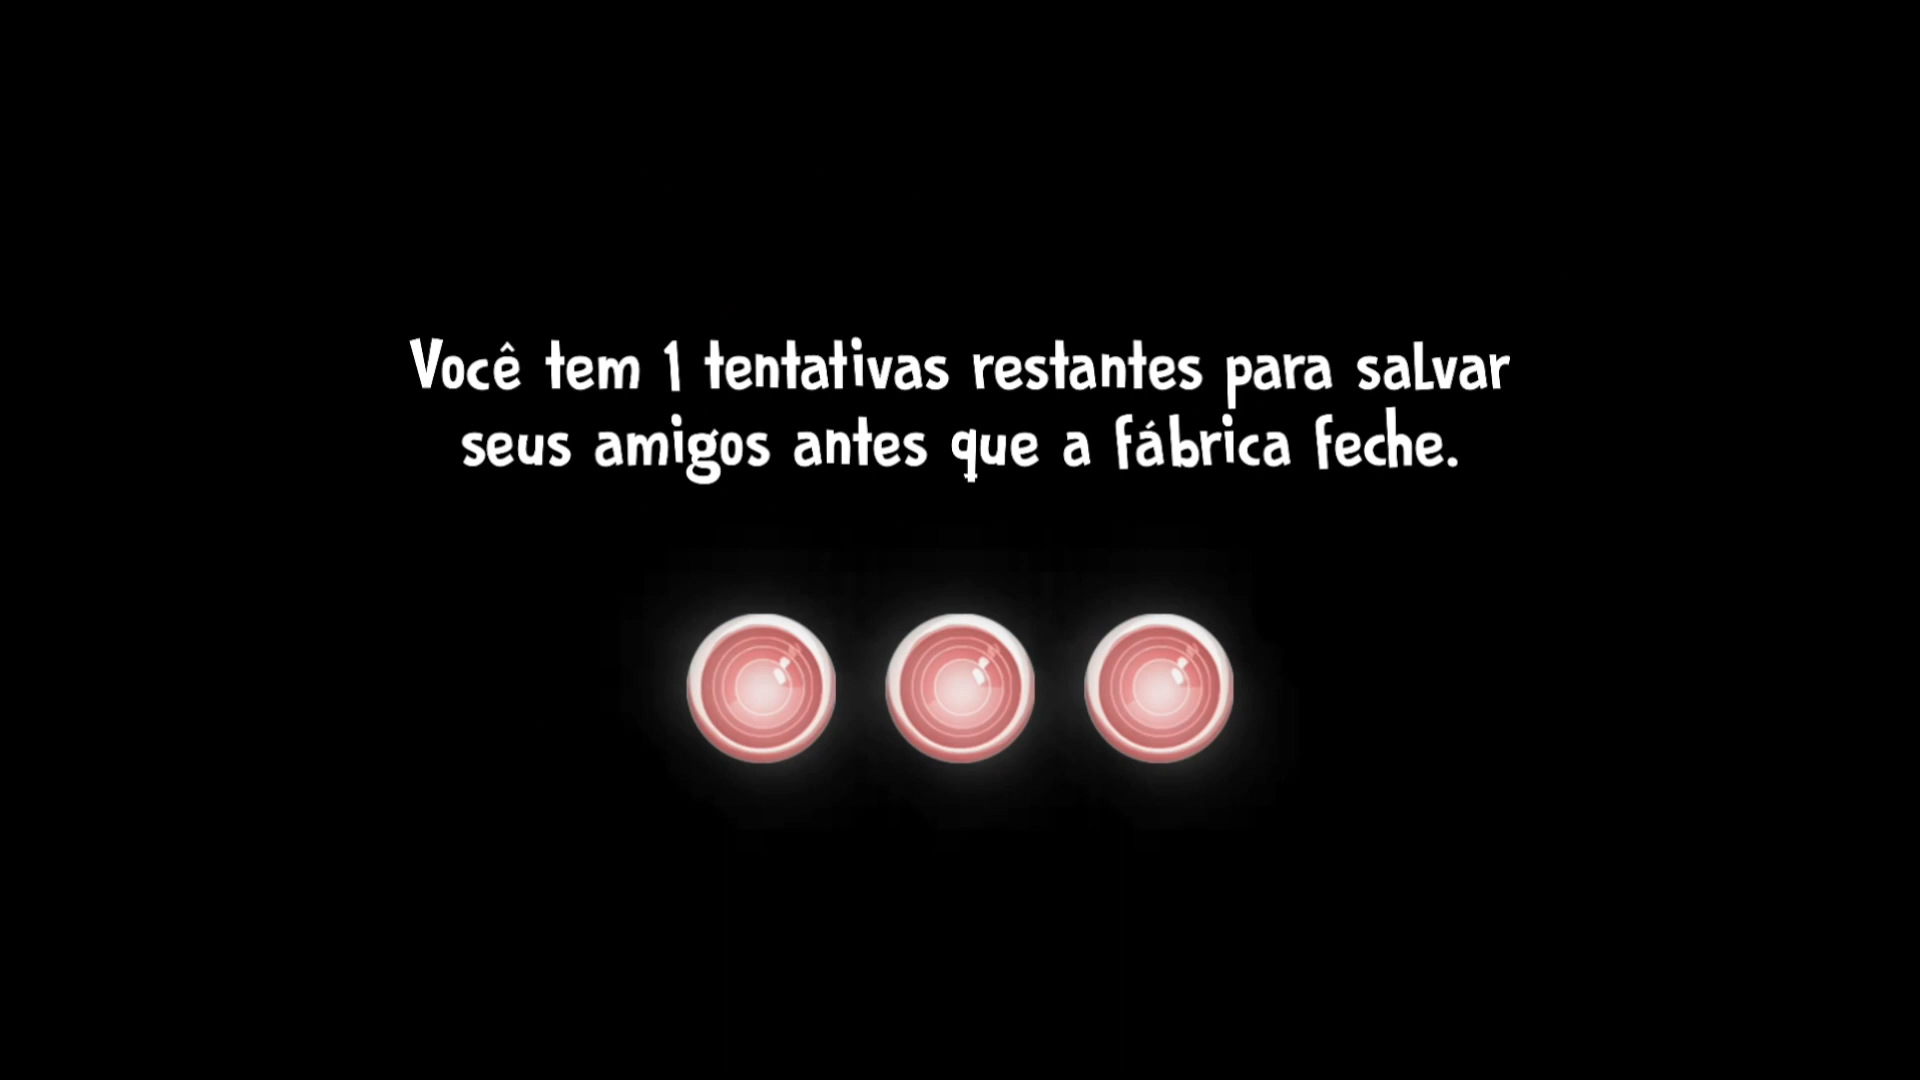 Você tem 1 tentativas restantes para salvar
seus amigos antes que a fábrica feche.